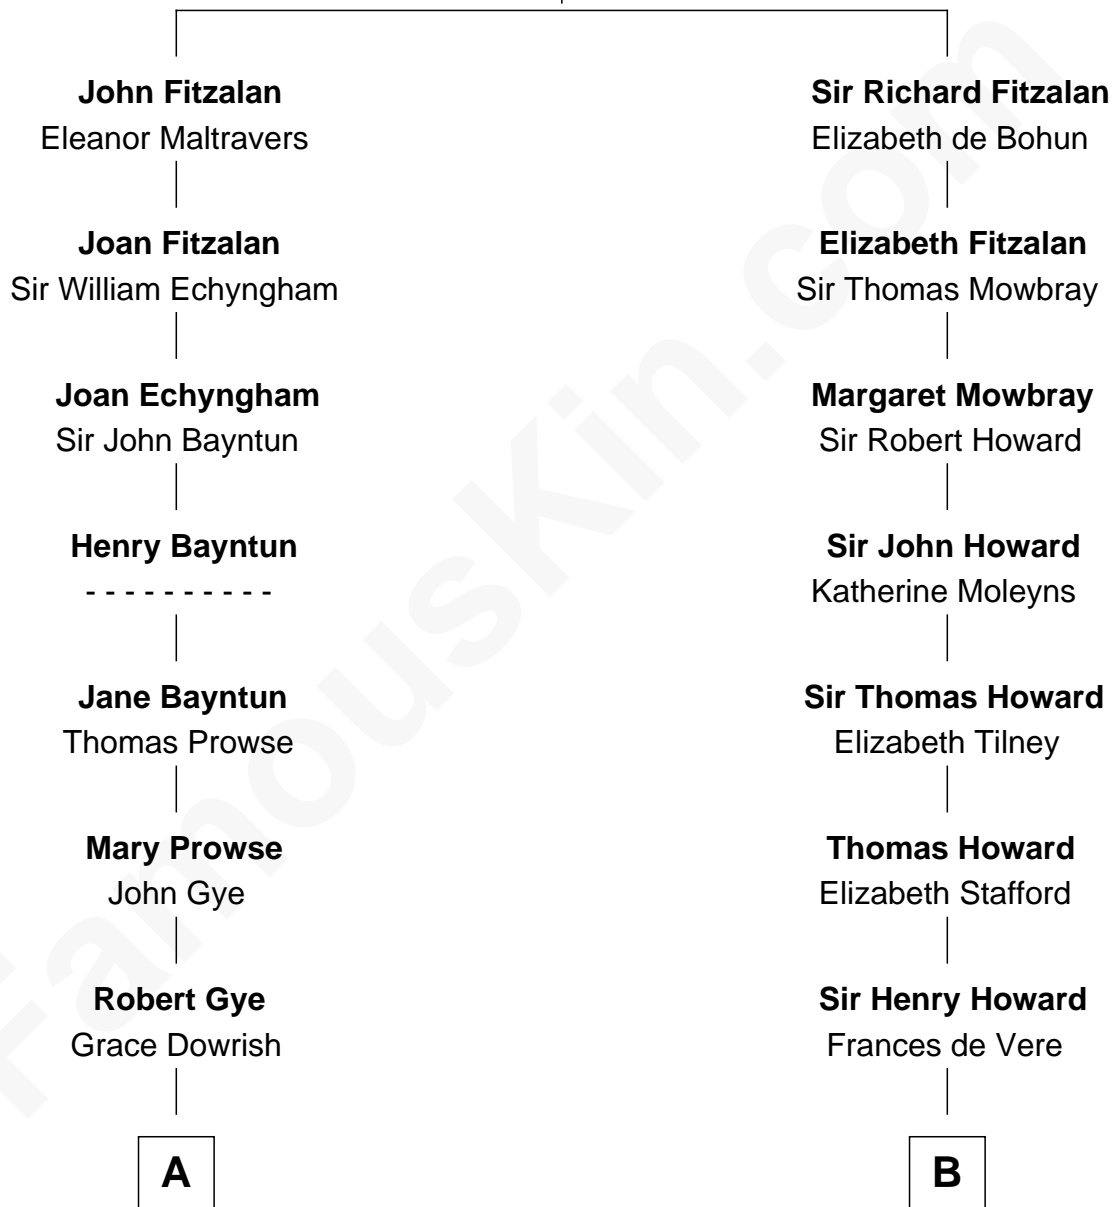 John Fitzalan
Eleanor Maltravers
Joan Fitzalan
Sir William Echyngham
Joan Echyngham
Sir John Bayntun
Henry Bayntun
- - - - - - - - - -
Jane Bayntun
Thomas Prowse
Mary Prowse
John Gye
Robert Gye
Grace Dowrish
A
Sir Richard Fitzalan
Elizabeth de Bohun
Elizabeth Fitzalan
Sir Thomas Mowbray
Margaret Mowbray
Sir Robert Howard
Sir John Howard
Katherine Moleyns
Sir Thomas Howard
Elizabeth Tilney
Thomas Howard
Elizabeth Stafford
Sir Henry Howard
Frances de Vere
B
FamousKin.com